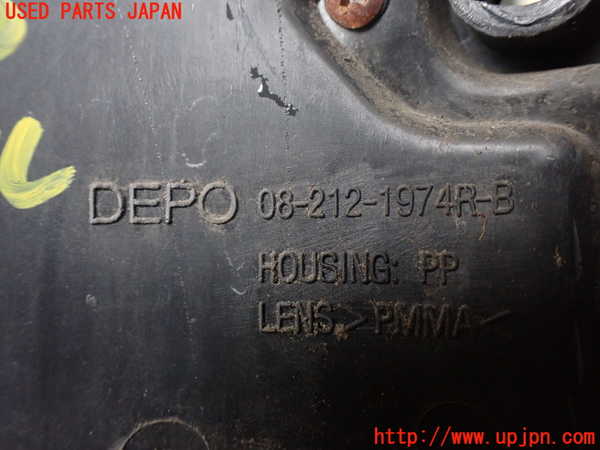 USED PARTS JAPAN
DEPO 08-212-1974R-B
HOUSING: PP
LENS>PMMA<
http://www.upjpn.com